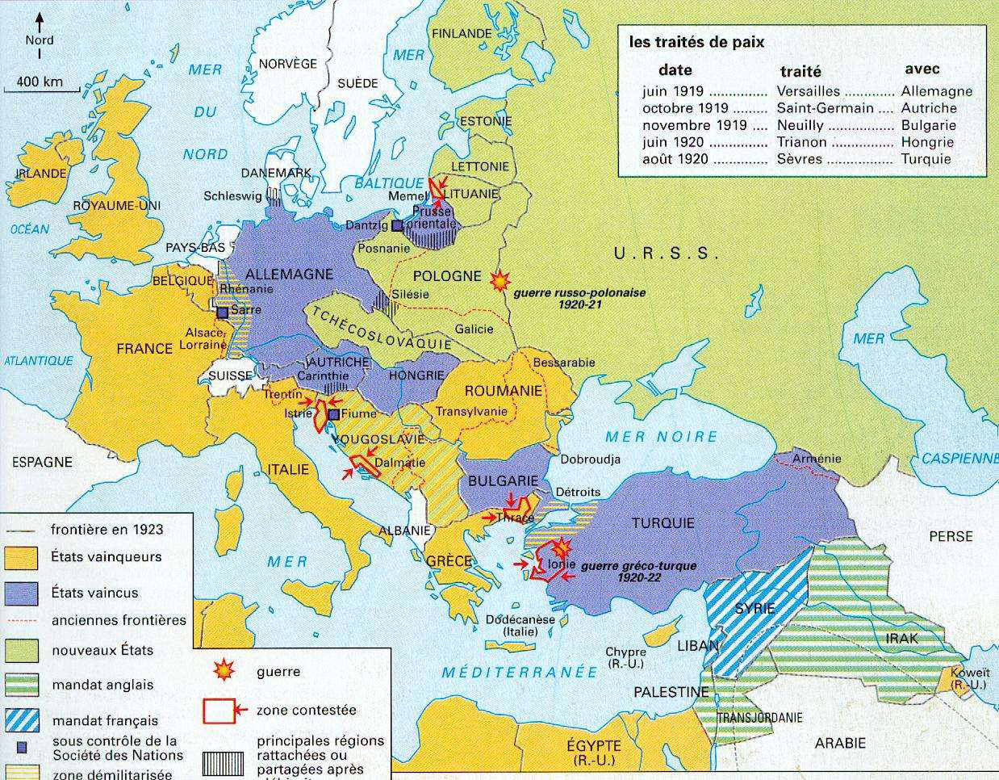 Nord
400 km
les traités de paix
date traité avec
juin 1919 .............. Versailles ............ Allemagne
octobre 1919 ......... Saint-Germain .... Autriche
novembre 1919 .... Neuilly ................. Bulgarie
juin 1920 .............. Trianon ................ Hongrie
août 1920 ............. Sèvres .................. Turquie
FINLANDE
MER
NORVÈGE
MER
SUÈDE
DU
ESTONIE
NORD
LETTONIE
IRLANDE
DANEMARK
BALTIQUE
Schleswig
Memel
LITUANIE
ROYAUME-UNI
Prusse
orientale
OCÉAN
Dantzig
PAYS-BAS
Posnanie
U.R.S.S.
ALLEMAGNE
POLOGNE
BELGIQUE
Rhénanie
guerre russo-polonaise
1920-21
Silésie
Sarre
TCHÉCOSLOVAQUIE
Galicie
Alsace
Lorraine
MER
FRANCE
ATLANTIQUE
AUTRICHE
Bessarabie
SUISSE
Carinthie
HONGRIE
Trentin
ROUMANIE
Istrie
Fiume
Transylvanie
YOUGOSLAVIE
MER NOIRE
ESPAGNE
ITALIE
Dalmatie
Dobroudja
Arménie
CASPIENNE
BULGARIE
Détroits
Thrace
TURQUIE
ALBANIE
PERSE
MER
GRÈCE
Ionie
guerre gréco-turque
1920-22
SYRIE
Dodécanèse
(Italie)
IRAK
Chypre
(R.-U.)
LIBAN
MÉDITERRANÉE
Koweït
(R.-U.)
PALESTINE
TRANSJORDANIE
ÉGYPTE
(R.-U.)
ARABIE
frontière en 1923
États vainqueurs
États vaincus
anciennes frontières
nouveaux États
mandat anglais
mandat français
sous contrôle de la
Société des Nations
zone démilitarisée
guerre
zone contestée
principales régions
rattachées ou
partagées après